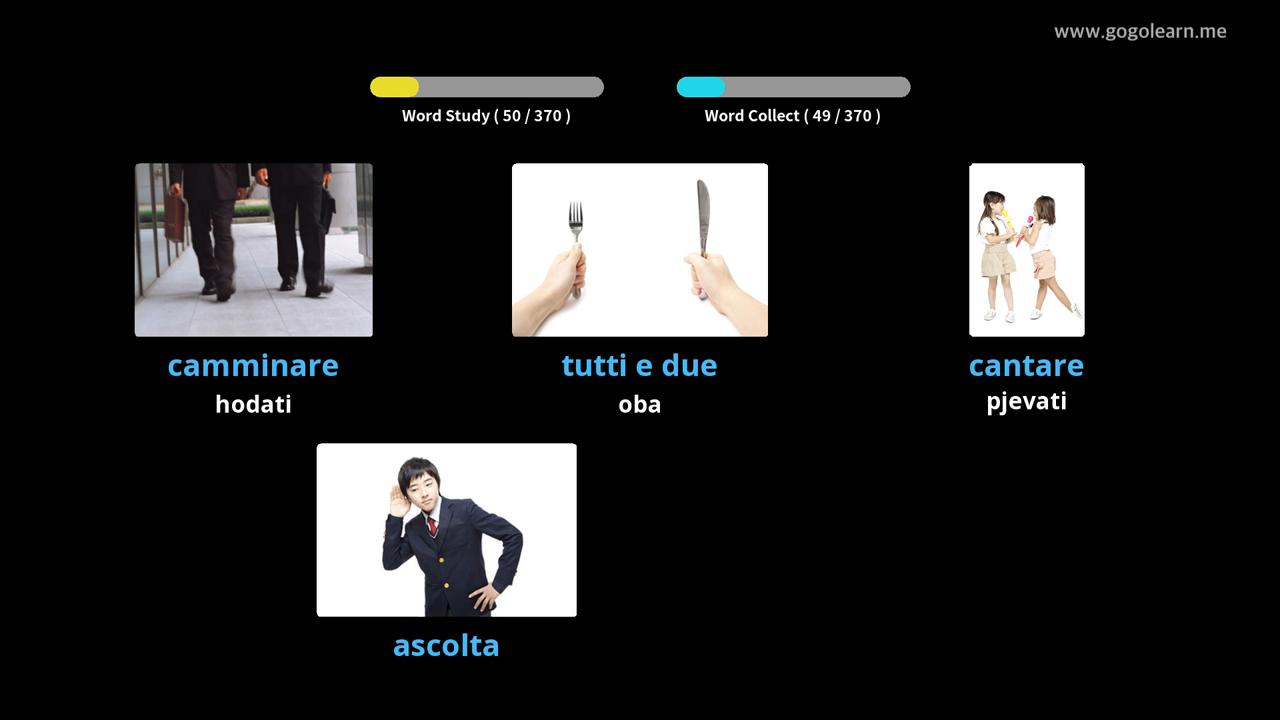 www.gogolearn.me
Word Study ( 50 / 370 )
Word Collect ( 49 / 370 )
camminare
hodati
tutti e due
oba
cantare
pjevati
ascolta